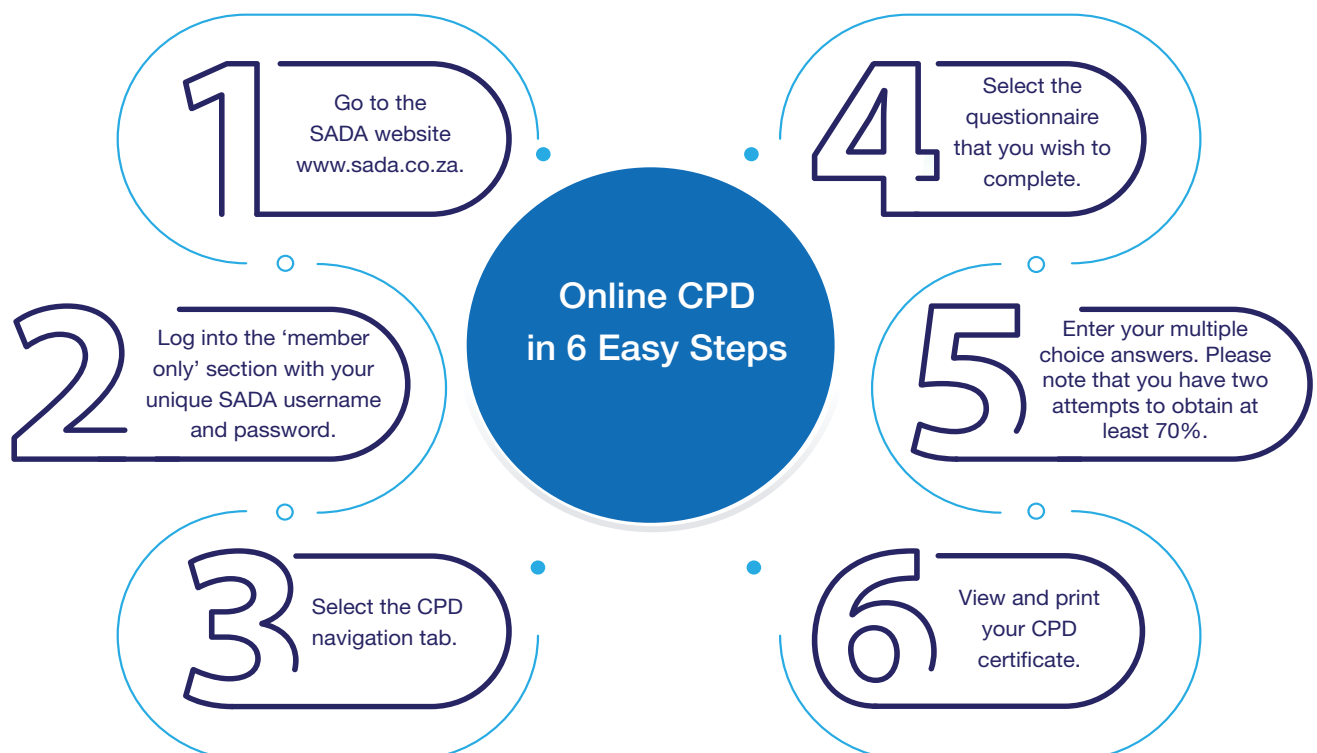 Online CPD
in 6 Easy Steps
1
Go to the
SADA website
www.sada.co.za.
2
Log into the ‘member
only’ section with your
unique SADA username
and password.
3
Select the CPD
navigation tab.
4
Select the
questionnaire
that you wish to
complete.
5
Enter your multiple
choice answers. Please
note that you have two
attempts to obtain at
least 70%.
6
View and print
your CPD
certificate.